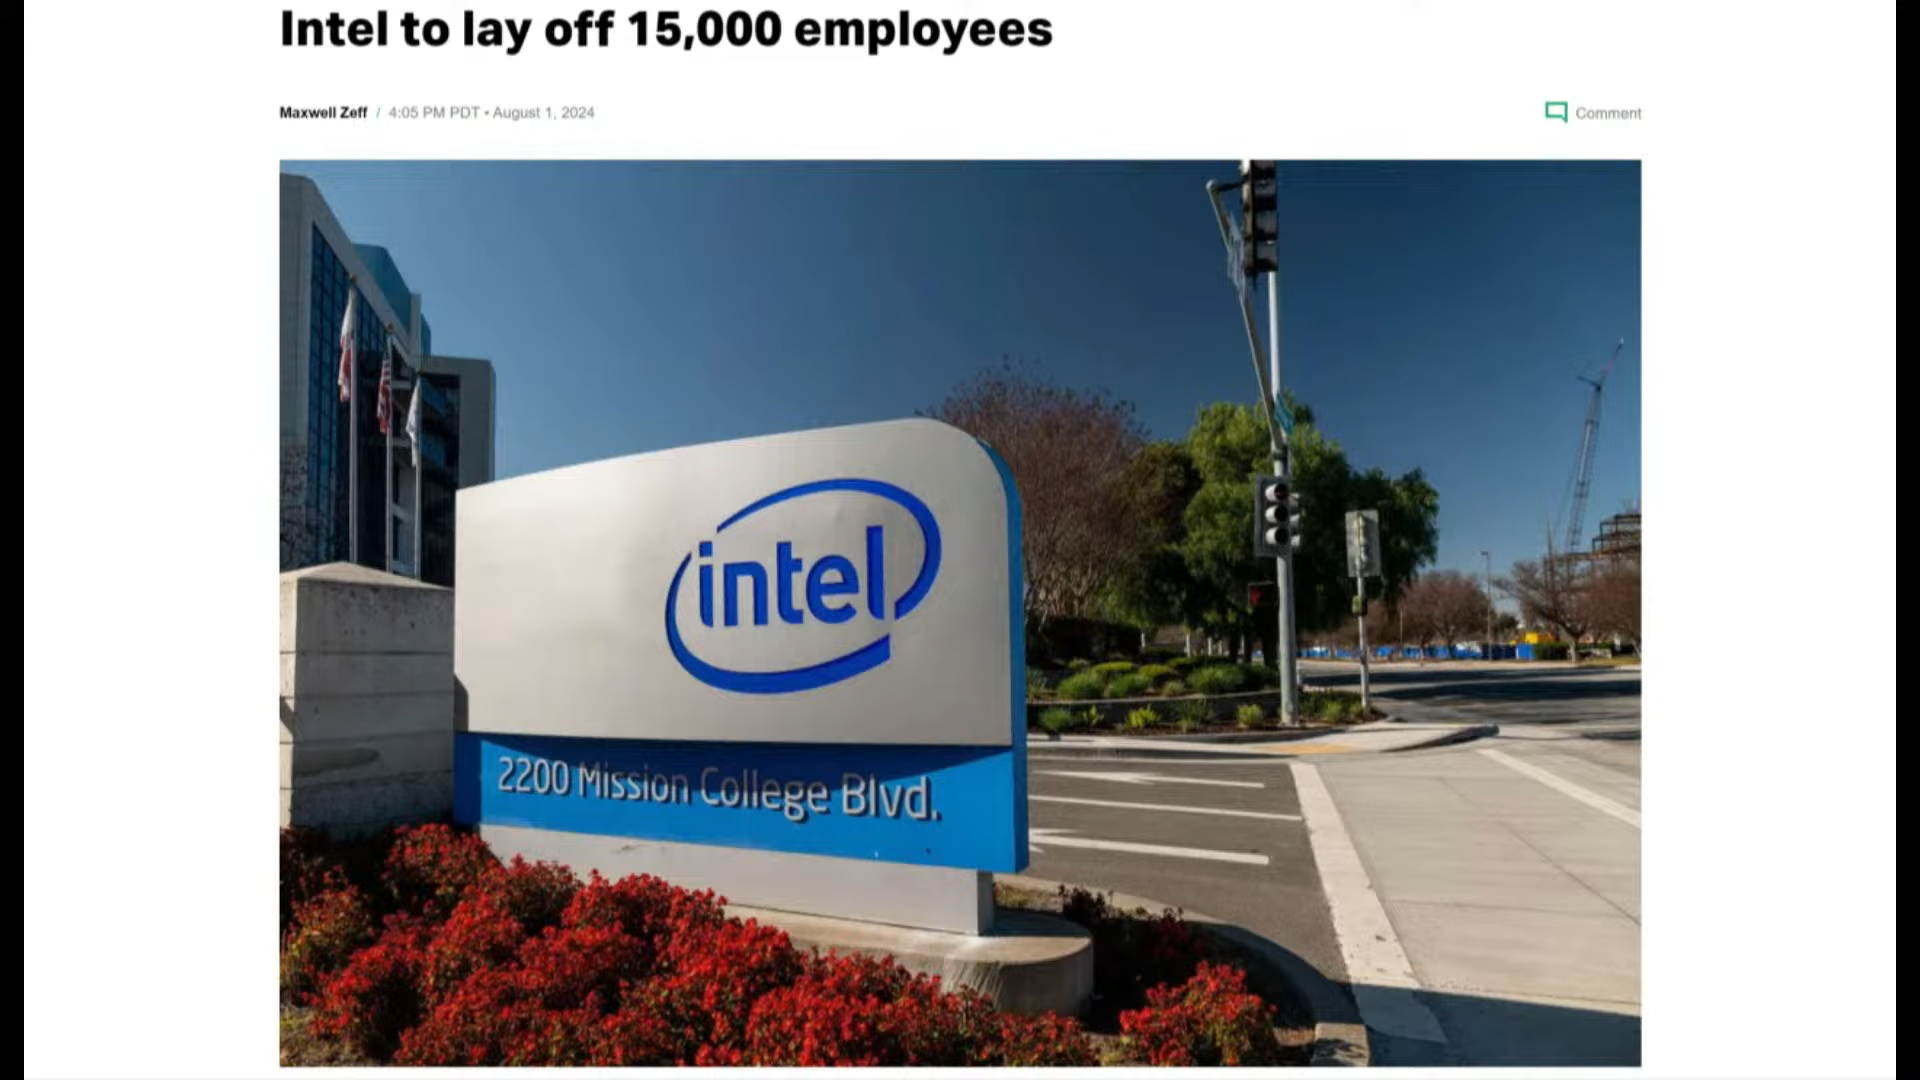 Intel to lay off 15,000 employees
Maxwell Zeff / 4:05 PM PDT • August 1, 2024
Comment
intel
2200 Mission College Blvd.